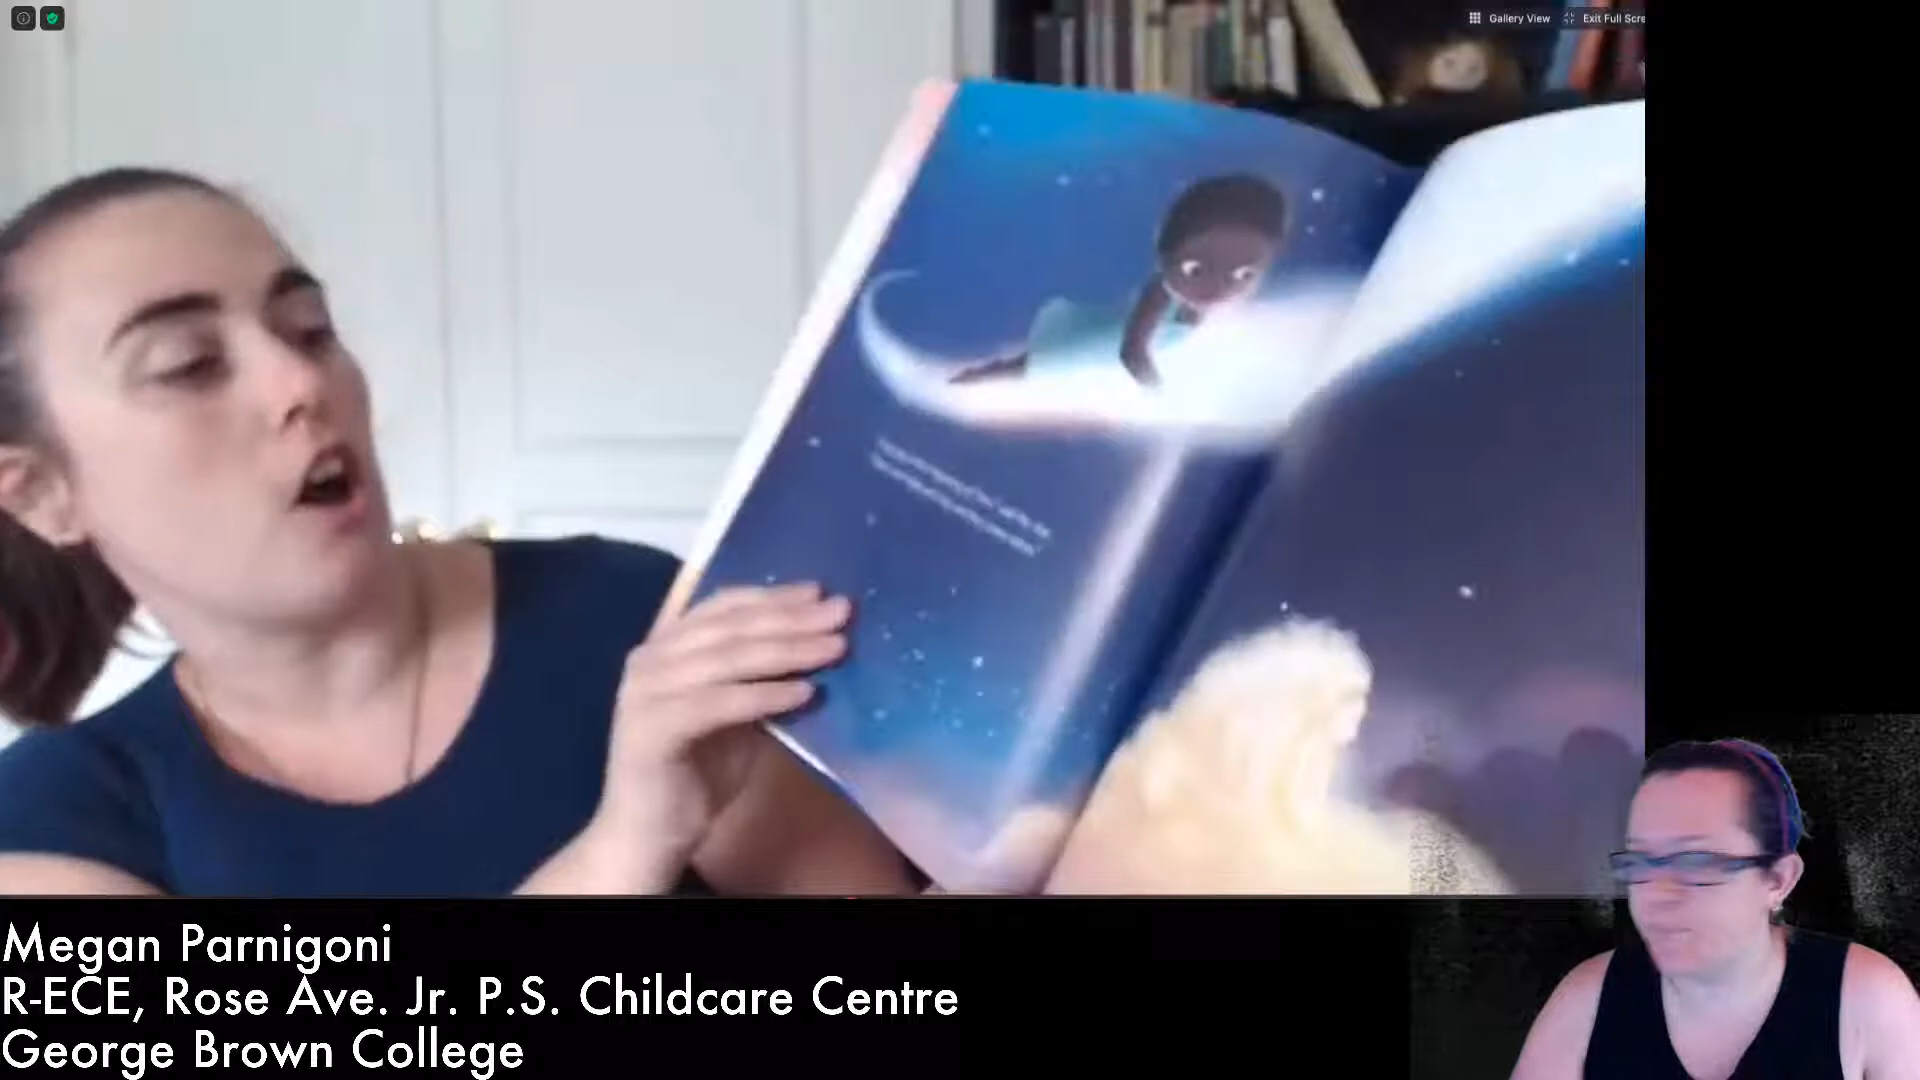 Gallery View
Exit Full Scre
Megan Parnigoni
R-ECE, Rose Ave. Jr. P.S. Childcare Centre
George Brown College